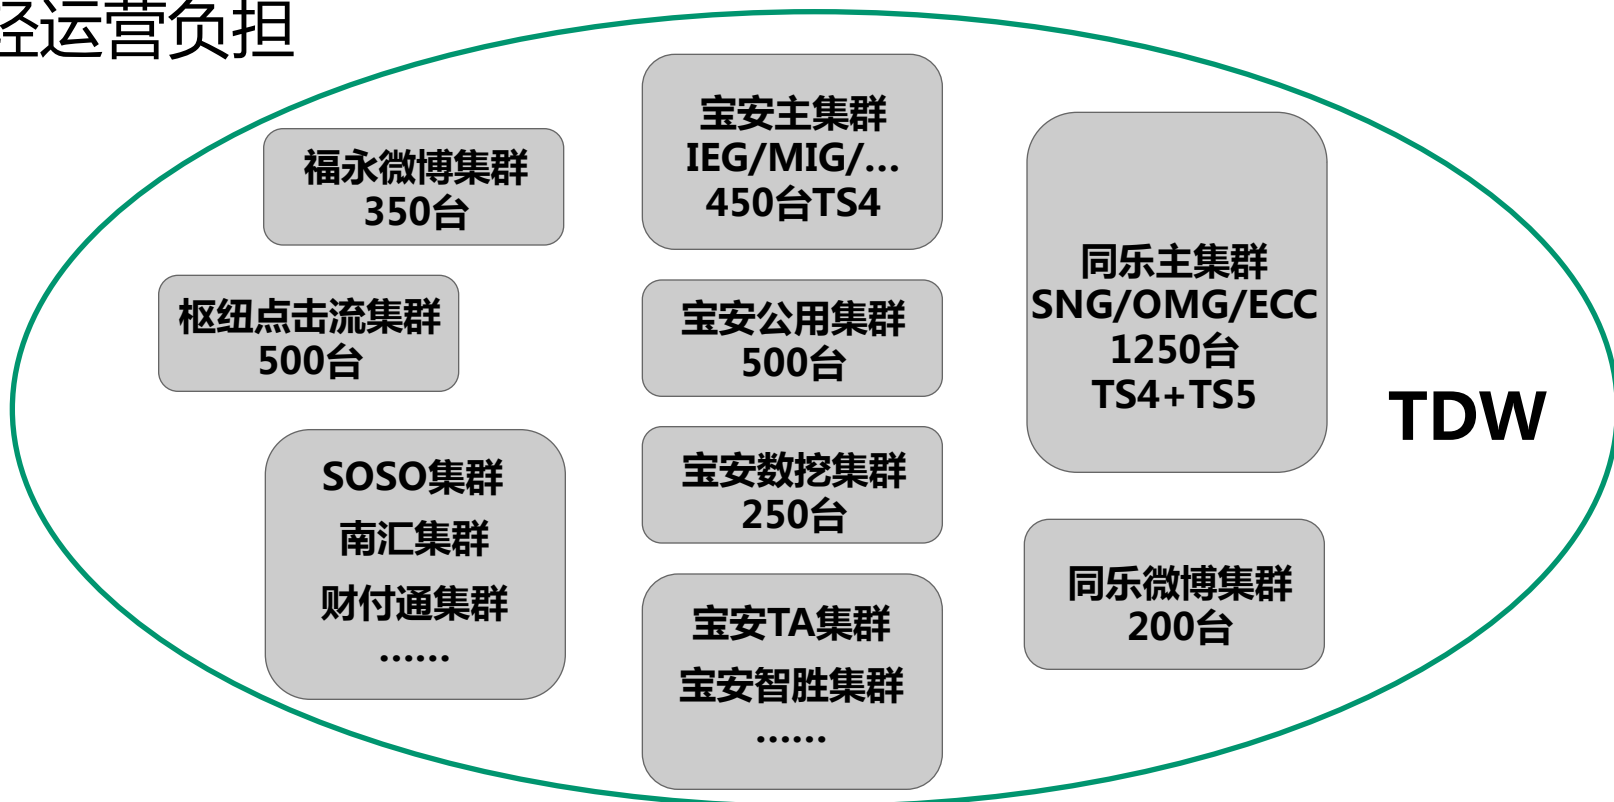 轻运营负担
福永微博集群
350台
枢纽点击流集群
500台
SOSO集群
南汇集群
财付通集群
……
宝安主集群
IEG/MIG/…
450台TS4
宝安公用集群
500台
宝安数挖集群
250台
宝安TA集群
宝安智胜集群
……
同乐主集群
SNG/OMG/ECC
1250台
TS4+TS5
同乐微博集群
200台
TDW